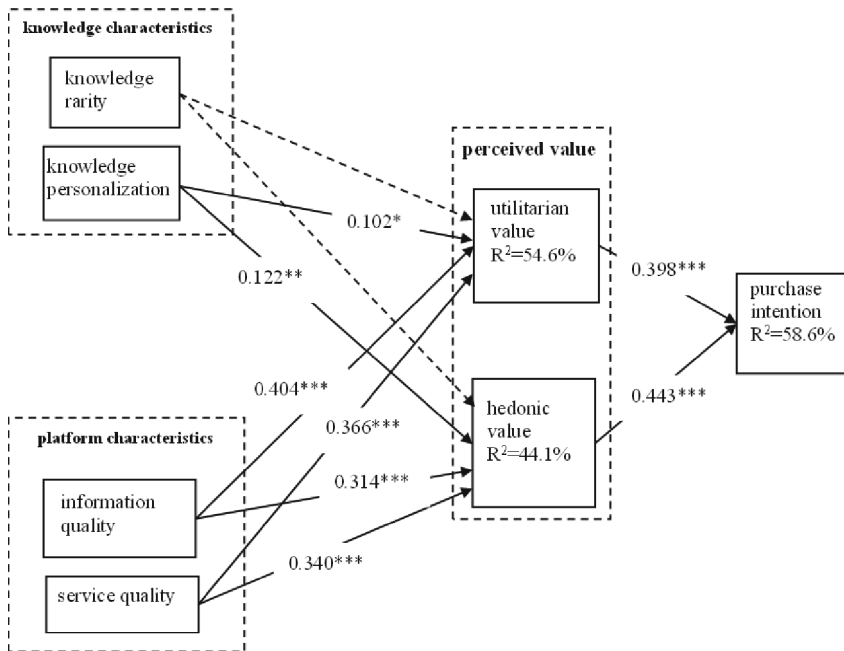 knowledge characteristics
knowledge
rarity
knowledge
personalization
0.102*
0.122**
perceived value
utilitarian
value
R²=54.6%
0.398***
purchase
intention
R²=58.6%
0.404***
0.366***
hedonic
value
R²=44.1%
0.443***
platform characteristics
information
quality
0.314***
service quality
0.340***